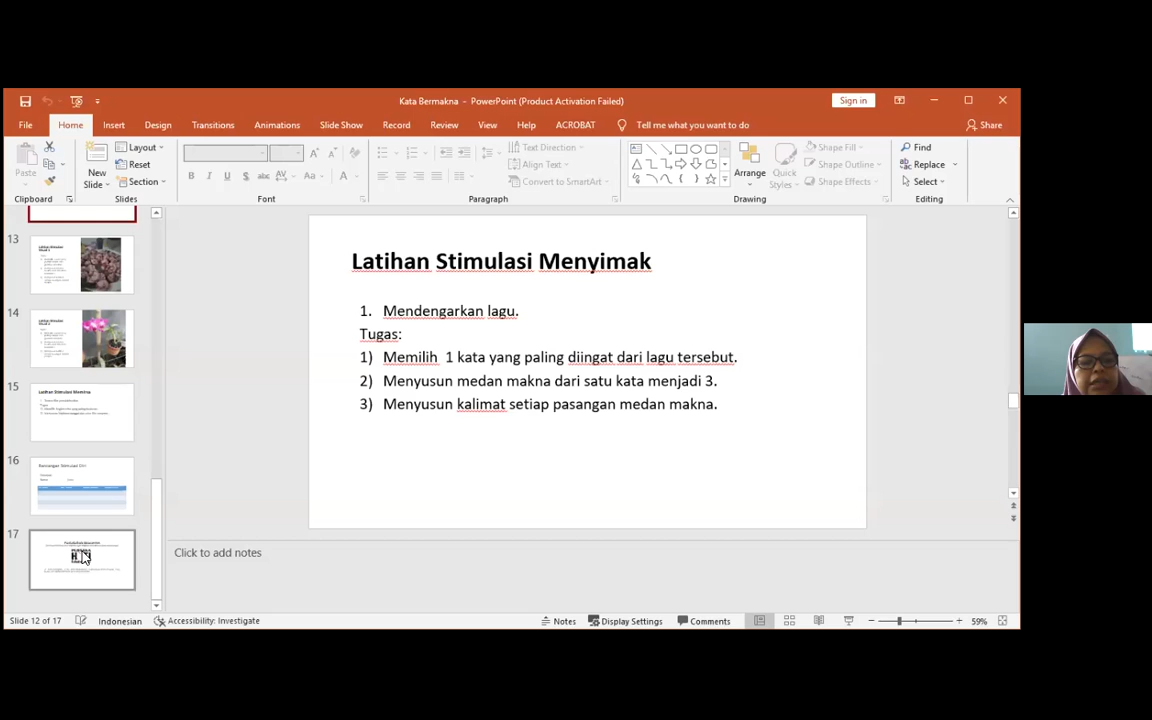 Kata Bermakna - PowerPoint (Product Activation Failed)
Sign in
File Home Insert Design Transitions Animations Slide Show Record Review View Help ACROBAT Tell me what you want to do Share
Paste
New Slide
Layout
Reset
Section
Text Direction
Align Text
Convert to SmartArt
Arrange
Quick Styles
Shape Fill
Shape Outline
Shape Effects
Find
Replace
Select
Clipboard Slides Font Paragraph Drawing Editing
13
14
15
16
17
Latihan Stimulasi Menyimak
1. Mendengarkan lagu.
Tugas:
1) Memilih 1 kata yang paling diingat dari lagu tersebut.
2) Menyusun medan makna dari satu kata menjadi 3.
3) Menyusun kalimat setiap pasangan medan makna.
Click to add notes
Slide 12 of 17 Indonesian Accessibility: Investigate Notes Display Settings Comments 59%